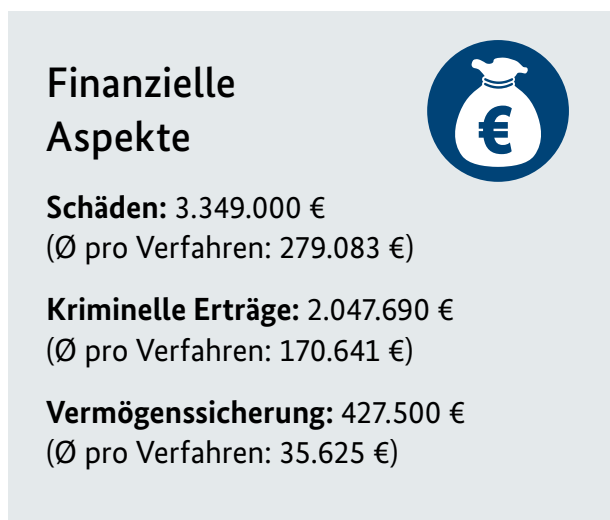 Finanzielle
Aspekte
€
Schäden: 3.349.000 €
(Ø pro Verfahren: 279.083 €)
Kriminelle Erträge: 2.047.690 €
(Ø pro Verfahren: 170.641 €)
Vermögenssicherung: 427.500 €
(Ø pro Verfahren: 35.625 €)